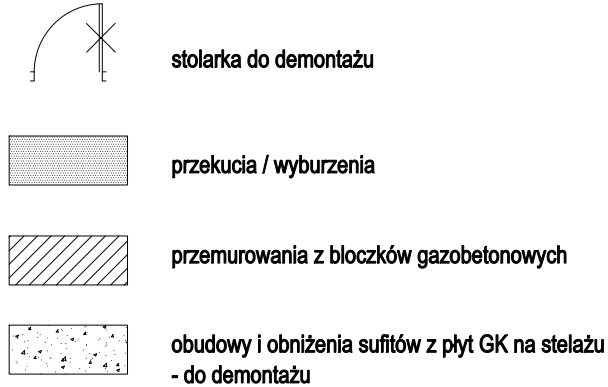 stolarka do demontażu
przekucia / wyburzenia
przemurowania z bloczków gazobetonowych
obudowy i obniżenia sufitów z płyt GK na stelażu
- do demontażu